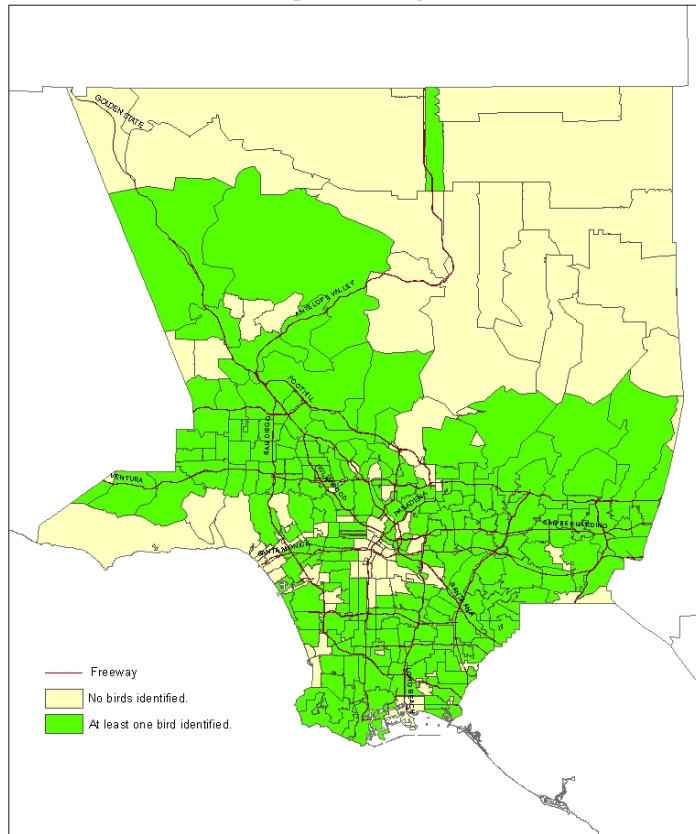 GOLDEN STATE
ANTELOPE VALLEY
FOOTHILL
SAN DIEGO
VENTURA
HOLLYWOOD
PASADENA
SAN BERNARDINO
SANTA MONICA
SANTA ANA
LONG BEACH
Freeway
No birds identified.
At least one bird identified.